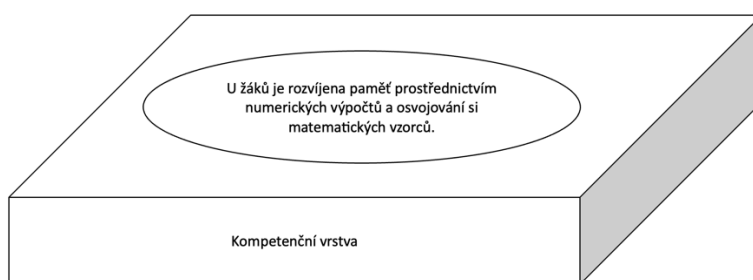 U žáků je rozvíjena paměť prostřednictvím
numerických výpočtů a osvojování si
matematických vzorců.
Kompetenční vrstva